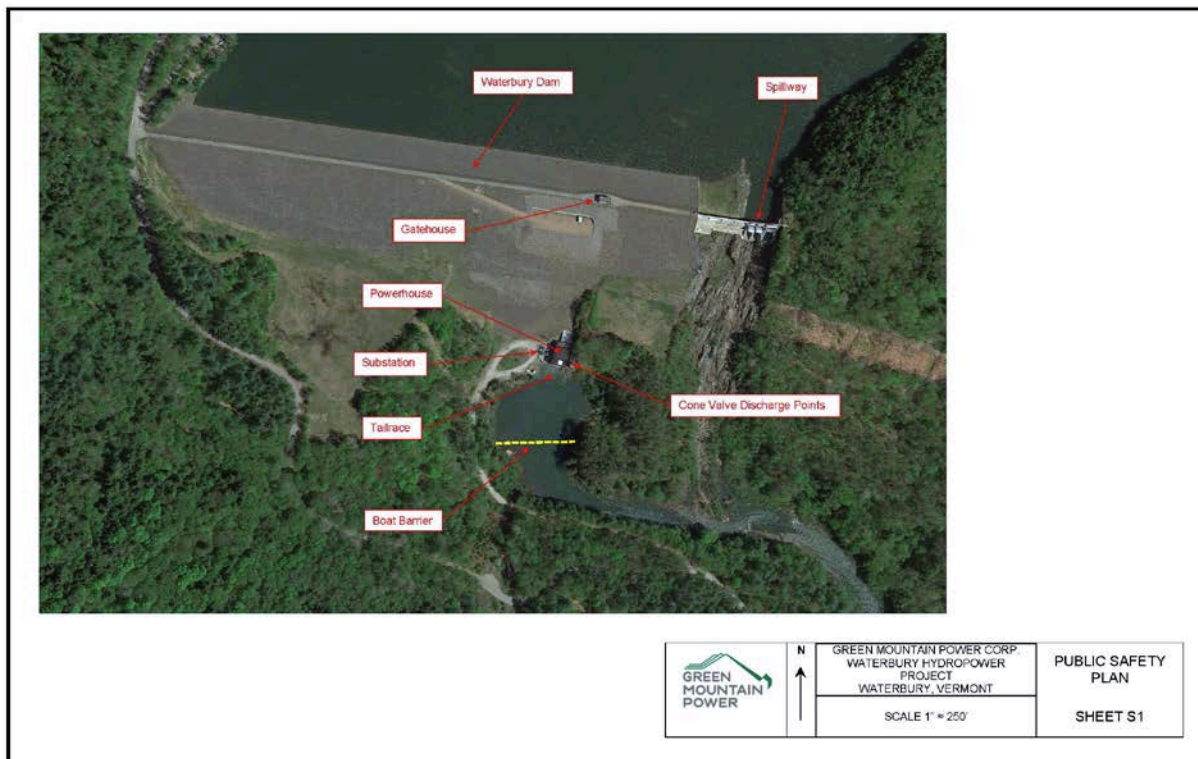 Waterbury Dam
Spillway
Gatehouse
Powerhouse
Substation
Cone Valve Discharge Points
Tailrace
Boat Barrier
GREEN
MOUNTAIN
POWER
N
GREEN MOUNTAIN POWER CORP.
WATERBURY HYDROPOWER
PROJECT
WATERBURY, VERMONT
SCALE 1" ≈ 250'
PUBLIC SAFETY
PLAN
SHEET S1